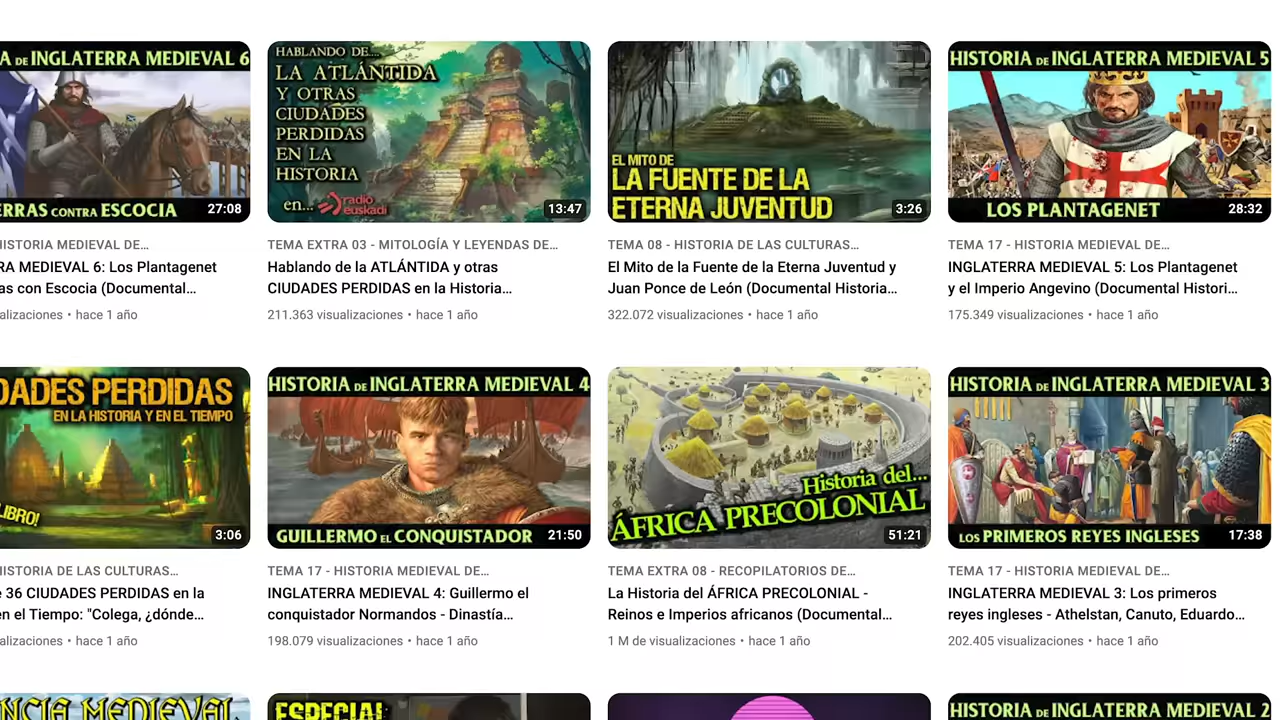 A DE INGLATERRA MEDIEVAL 6
ERRAS CONTRA ESCOCIA
27:08
HISTORIA MEDIEVAL DE…
RA MEDIEVAL 6: Los Plantagenet
as con Escocia (Documental…
alizaciones • hace 1 año
HABLANDO DE....
LA ATLÁNTIDA
Y OTRAS
CIUDADES
PERDIDAS
EN LA
HISTORIA
en... radio
euskadi
13:47
TEMA EXTRA 03 - MITOLOGÍA Y LEYENDAS DE…
Hablando de la ATLÁNTIDA y otras
CIUDADES PERDIDAS en la Historia…
211.363 visualizaciones • hace 1 año
EL MITO DE
LA FUENTE DE LA
ETERNA JUVENTUD
3:26
TEMA 08 - HISTORIA DE LAS CULTURAS…
El Mito de la Fuente de la Eterna Juventud y
Juan Ponce de León (Documental Historia…
322.072 visualizaciones • hace 1 año
HISTORIA DE INGLATERRA MEDIEVAL 5
LOS PLANTAGENET
28:32
TEMA 17 - HISTORIA MEDIEVAL DE…
INGLATERRA MEDIEVAL 5: Los Plantagenet
y el Imperio Angevino (Documental Histori…
175.349 visualizaciones • hace 1 año
DADES PERDIDAS
EN LA HISTORIA Y EN EL TIEMPO
LIBRO!
3:06
HISTORIA DE LAS CULTURAS…
e 36 CIUDADES PERDIDAS en la
en el Tiempo: "Colega, ¿dónde…
alizaciones • hace 1 año
HISTORIA DE INGLATERRA MEDIEVAL 4
GUILLERMO EL CONQUISTADOR
21:50
TEMA 17 - HISTORIA MEDIEVAL DE…
INGLATERRA MEDIEVAL 4: Guillermo el
conquistador Normandos - Dinastía…
198.079 visualizaciones • hace 1 año
Historia del...
ÁFRICA PRECOLONIAL
51:21
TEMA EXTRA 08 - RECOPILATORIOS DE…
La Historia del ÁFRICA PRECOLONIAL -
Reinos e Imperios africanos (Documental…
1 M de visualizaciones • hace 1 año
HISTORIA DE INGLATERRA MEDIEVAL 3
LOS PRIMEROS REYES INGLESES
17:38
TEMA 17 - HISTORIA MEDIEVAL DE…
INGLATERRA MEDIEVAL 3: Los primeros
reyes ingleses - Athelstan, Canuto, Eduardo…
202.405 visualizaciones • hace 1 año
NCIA MEDIEVAL
ESPECIAL
HISTORIA DE INGLATERRA MEDIEVAL 2